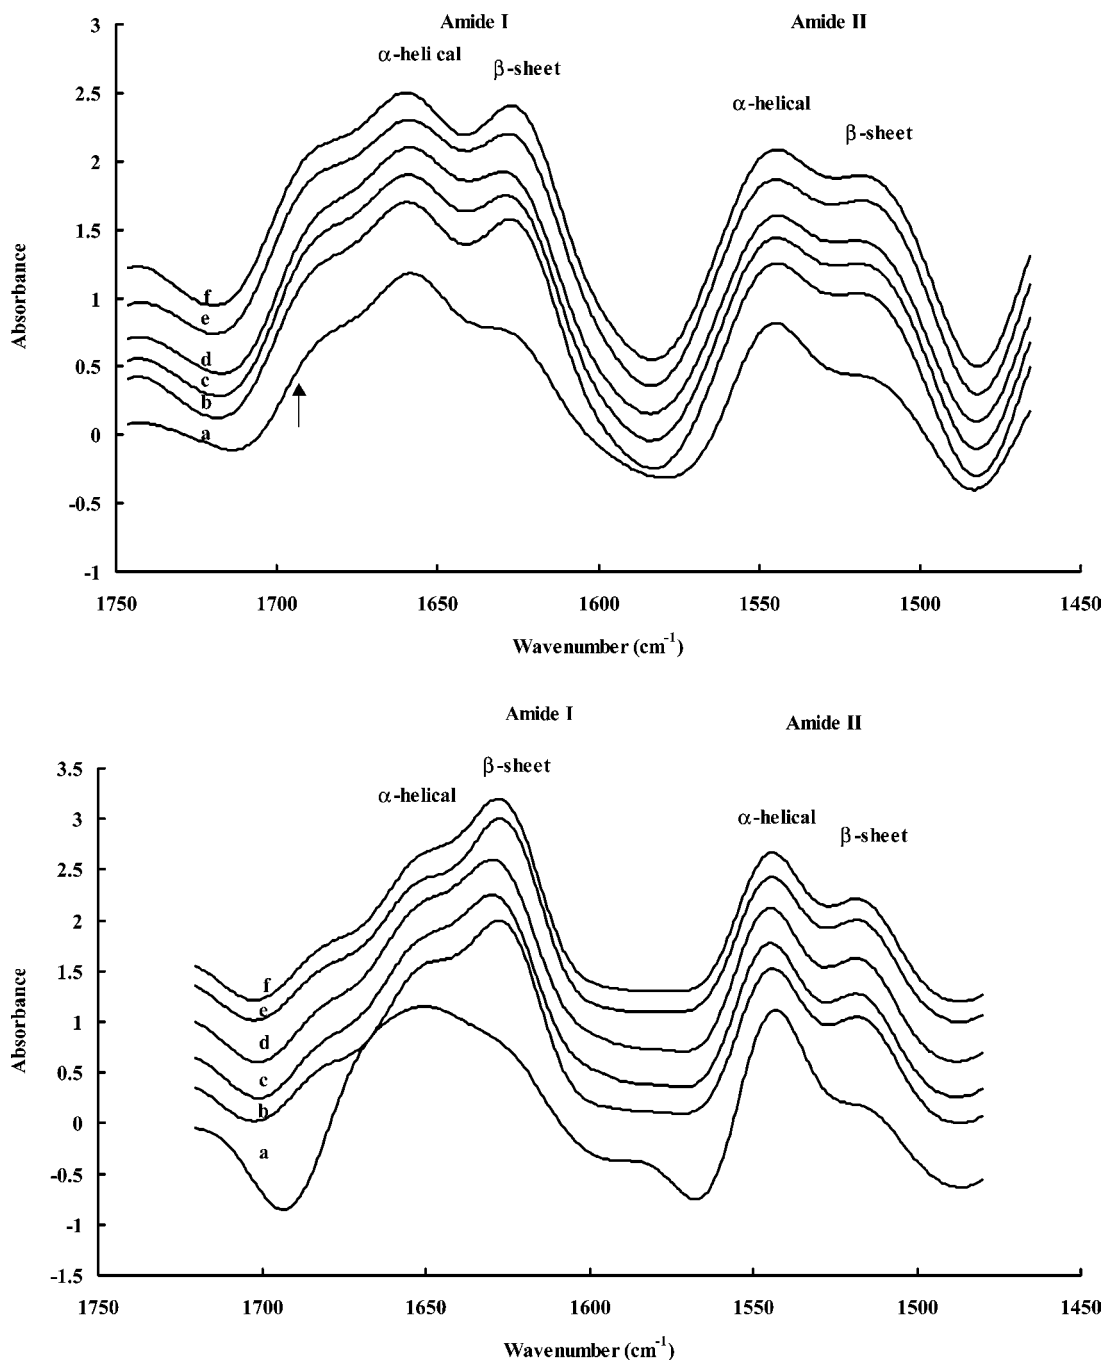 Amide I
Amide II
α-heli cal
β-sheet
α-helical
β-sheet
3
2.5
2
1.5
1
0.5
0
-0.5
-1
Absorbance
f
e
d
c
b
a
1750
1700
1650
1600
1550
1500
1450
Wavenumber (cm-1)
Amide I
Amide II
β-sheet
α-helical
α-helical
β-sheet
3.5
3
2.5
2
1.5
1
0.5
0
-0.5
-1
-1.5
Absorbance
f
e
d
c
b
a
1750
1700
1650
1600
1550
1500
1450
Wavenumber (cm-1)